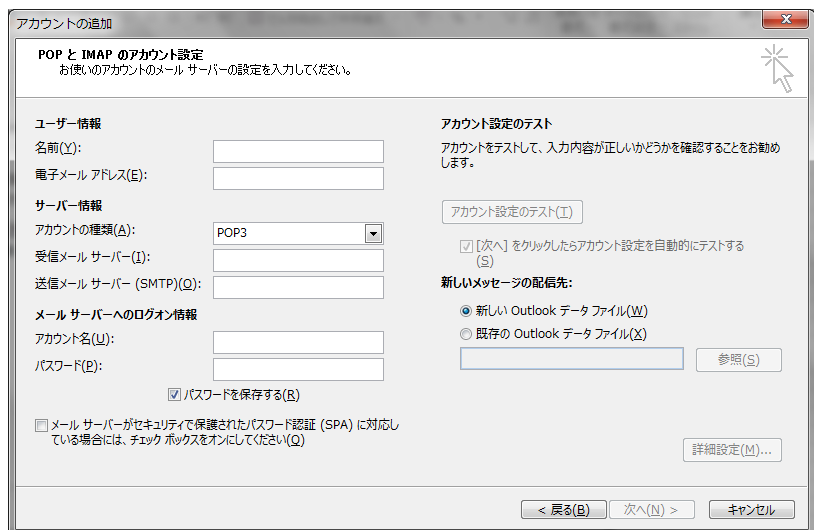 アカウントの追加
POP と IMAP のアカウント設定
お使いのアカウントのメール サーバーの設定を入力してください。
ユーザー情報
名前(Y):
電子メール アドレス(E):
サーバー情報
アカウントの種類(A):
POP3
受信メール サーバー(I):
送信メール サーバー (SMTP)(O):
メール サーバーへのログオン情報
アカウント名(U):
パスワード(P):
パスワードを保存する(R)
メール サーバーがセキュリティで保護されたパスワード認証 (SPA) に対応し
ている場合には、チェック ボックスをオンにしてください(Q)
アカウント設定のテスト
アカウントをテストして、入力内容が正しいかどうかを確認することをお勧め
します。
アカウント設定のテスト(T)
[次へ] をクリックしたらアカウント設定を自動的にテストする
(S)
新しいメッセージの配信先:
新しい Outlook データ ファイル(W)
既存の Outlook データ ファイル(X)
参照(S)
詳細設定(M)...
< 戻る(B)
次へ(N) >
キャンセル